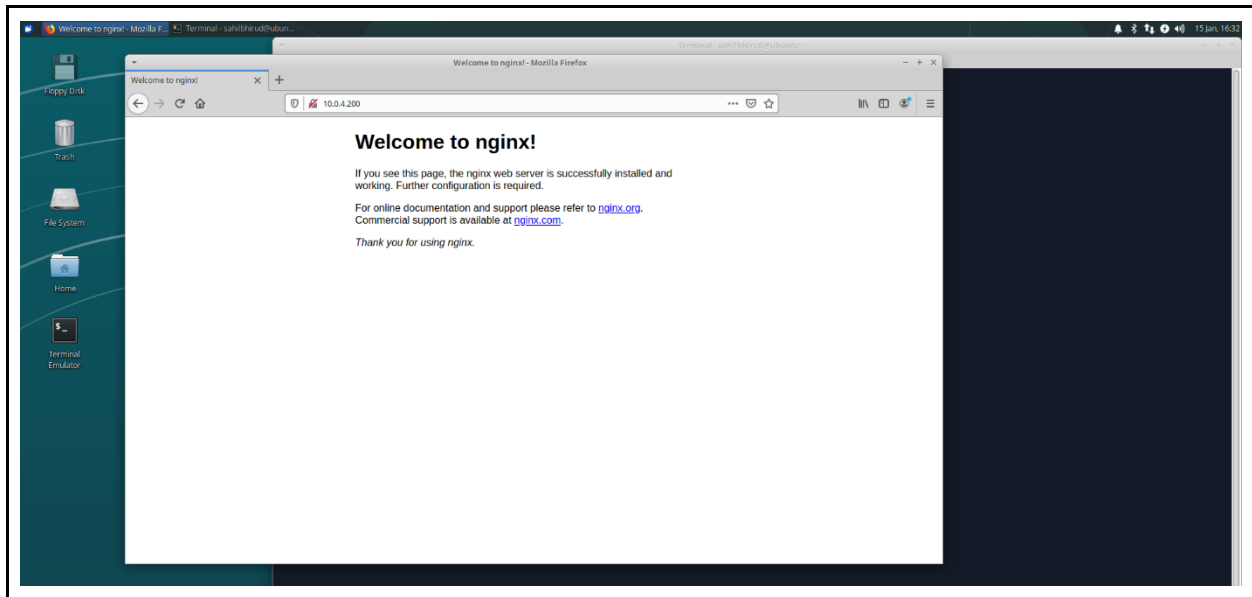 Welcome to nginx! - Mozilla F...
Terminal - sahilbhirud@ubun...
15 Jan, 16:32
Terminal - sahilbhirud@ubuntu: ~
Welcome to nginx! - Mozilla Firefox
Welcome to nginx!
10.0.4.200
Floppy Disk
Trash
File System
Home
$_
Terminal
Emulator
Welcome to nginx!
If you see this page, the nginx web server is successfully installed and
working. Further configuration is required.
For online documentation and support please refer to nginx.org.
Commercial support is available at nginx.com.
Thank you for using nginx.